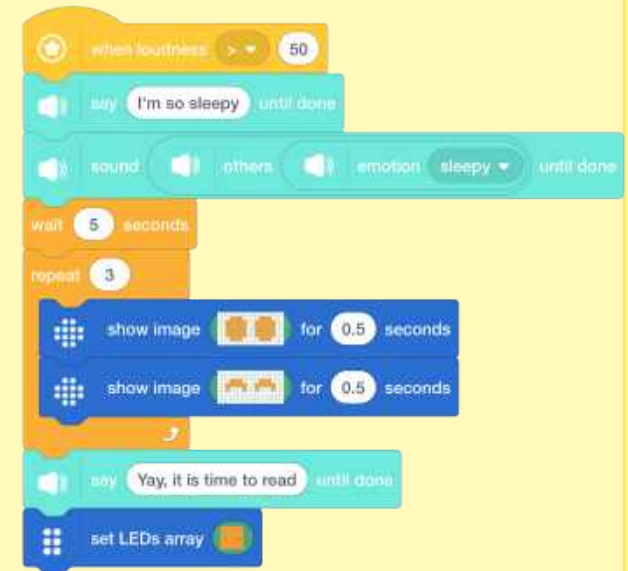 when loudness > 50
say I'm so sleepy until done
sound others emotion sleepy until done
wait 5 seconds
repeat 3
show image for 0.5 seconds
show image for 0.5 seconds
say Yay, it is time to read until done
set LEDs array